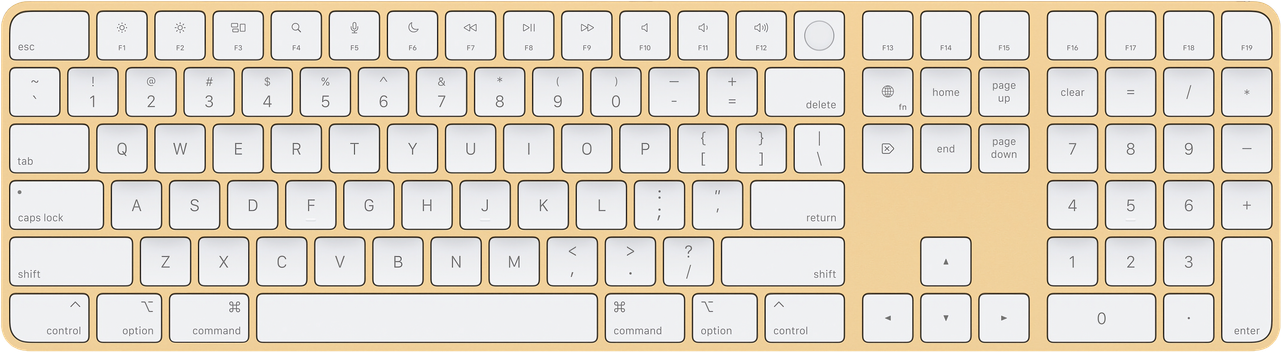 esc F1 F2 F3 F4 F5 F6 F7 F8 F9 F10 F11 F12 F13 F14 F15 F16 F17 F18 F19
~ ! @ # $ % ^ & * ( ) — +
` 1 2 3 4 5 6 7 8 9 0 - = delete fn home page up clear = / *
tab Q W E R T Y U I O P { [ } ] | \ end page down 7 8 9 —
caps lock A S D F G H J K L : ; " ' return 4 5 6 +
shift Z X C V B N M < , > . ? / shift 1 2 3
control option command command option control 0 . enter